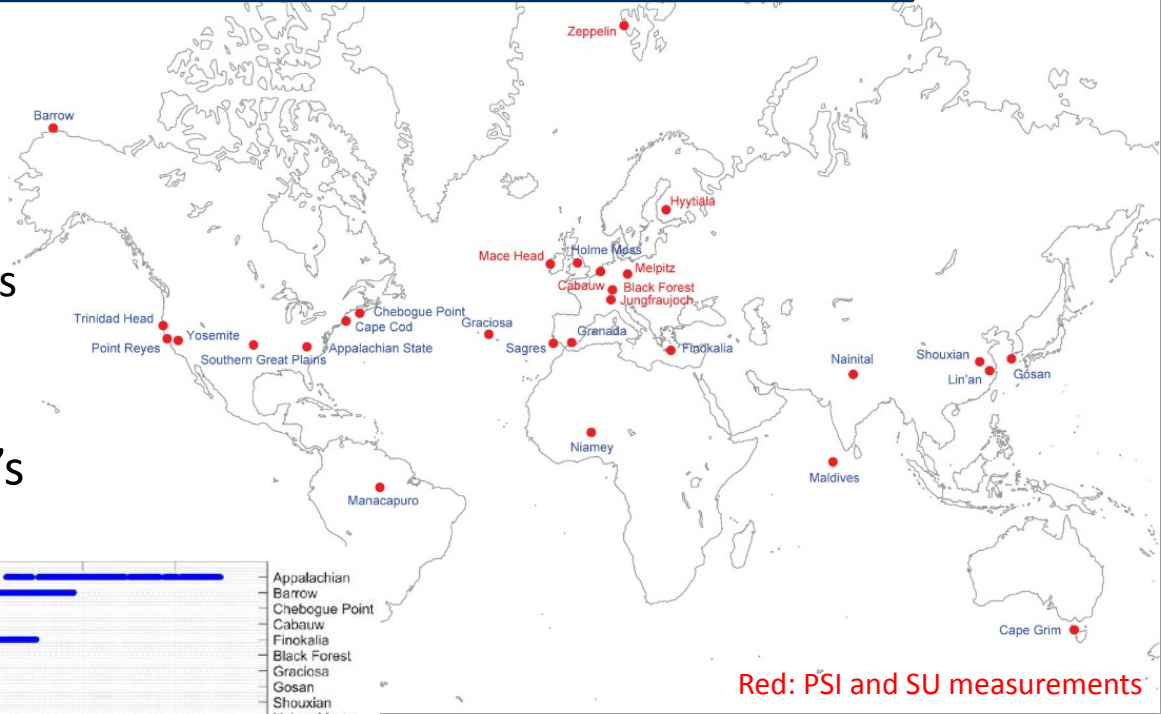 Zeppelin
Barrow
Hyytiala
Mace Head
Holme Moss
Melpitz
Cabauw
Black Forest
Jungfraujoch
s
Trinidad Head
Chebogue Point
Cape Cod
Graciosa
Point Reyes
Yosemite
Southern Great Plains
Appalachian State
Sagres
Grenada
Finokalia
Nainital
Shouxian
Lin'an
Gosan
Niamey
Maldives
's
Manacapuro
Cape Grim
Appalachian
Barrow
Chebogue Point
Cabauw
Finokalia
Black Forest
Graciosa
Gosan
Shouxian
Red: PSI and SU measurements